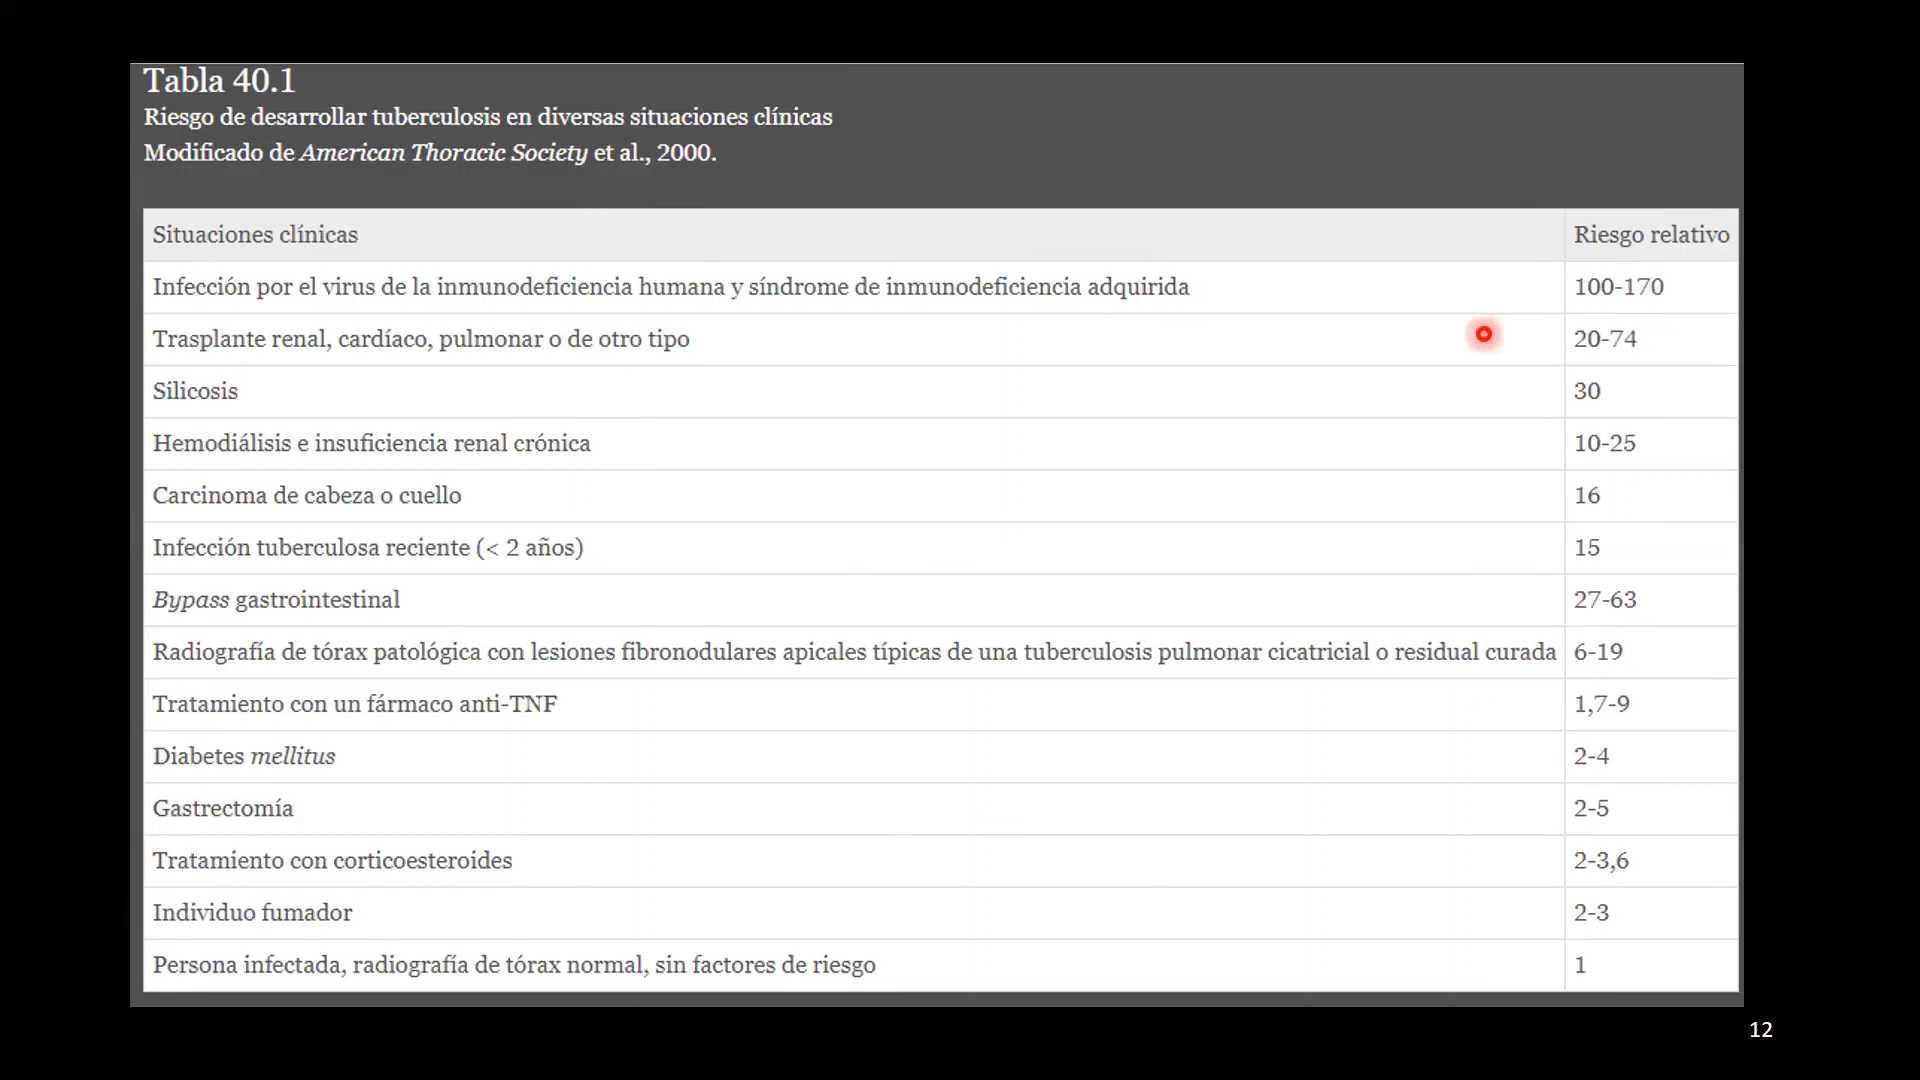 Tabla 40.1
Riesgo de desarrollar tuberculosis en diversas situaciones clínicas
Modificado de American Thoracic Society et al., 2000.
Situaciones clínicas Riesgo relativo
Infección por el virus de la inmunodeficiencia humana y síndrome de inmunodeficiencia adquirida 100-170
Trasplante renal, cardíaco, pulmonar o de otro tipo 20-74
Silicosis 30
Hemodiálisis e insuficiencia renal crónica 10-25
Carcinoma de cabeza o cuello 16
Infección tuberculosa reciente (< 2 años) 15
Bypass gastrointestinal 27-63
Radiografía de tórax patológica con lesiones fibronodulares apicales típicas de una tuberculosis pulmonar cicatricial o residual curada 6-19
Tratamiento con un fármaco anti-TNF 1,7-9
Diabetes mellitus 2-4
Gastrectomía 2-5
Tratamiento con corticoesteroides 2-3,6
Individuo fumador 2-3
Persona infectada, radiografía de tórax normal, sin factores de riesgo 1
12